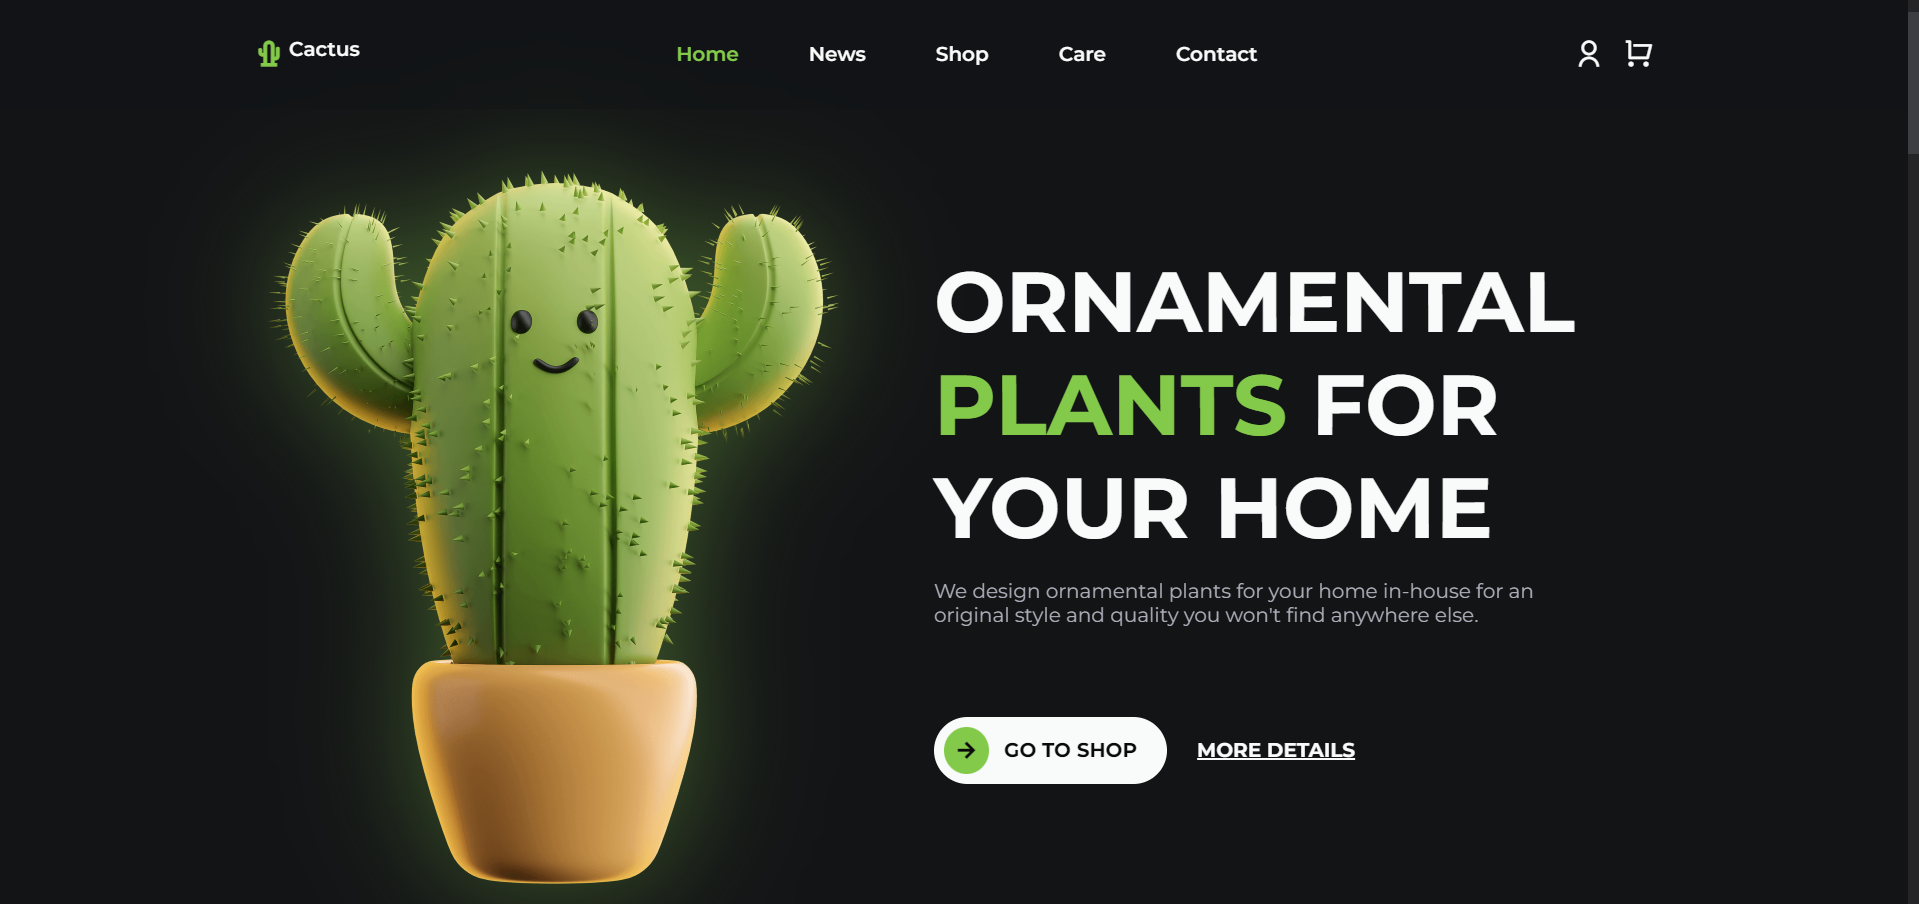 Cactus
Home
News
Shop
Care
Contact
ORNAMENTAL
PLANTS FOR
YOUR HOME
We design ornamental plants for your home in-house for an
original style and quality you won't find anywhere else.
GO TO SHOP
MORE DETAILS